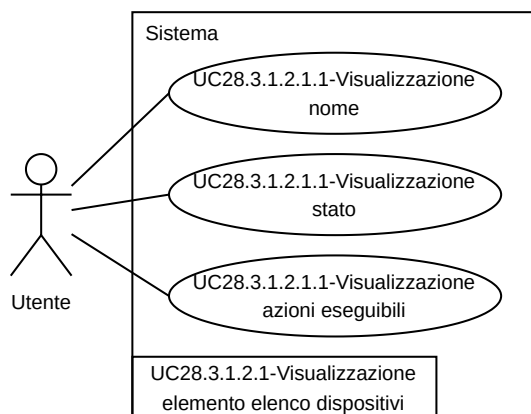 Sistema
UC28.3.1.2.1.1-Visualizzazione
nome
UC28.3.1.2.1.1-Visualizzazione
stato
UC28.3.1.2.1.1-Visualizzazione
azioni eseguibili
Utente
UC28.3.1.2.1-Visualizzazione
elemento elenco dispositivi